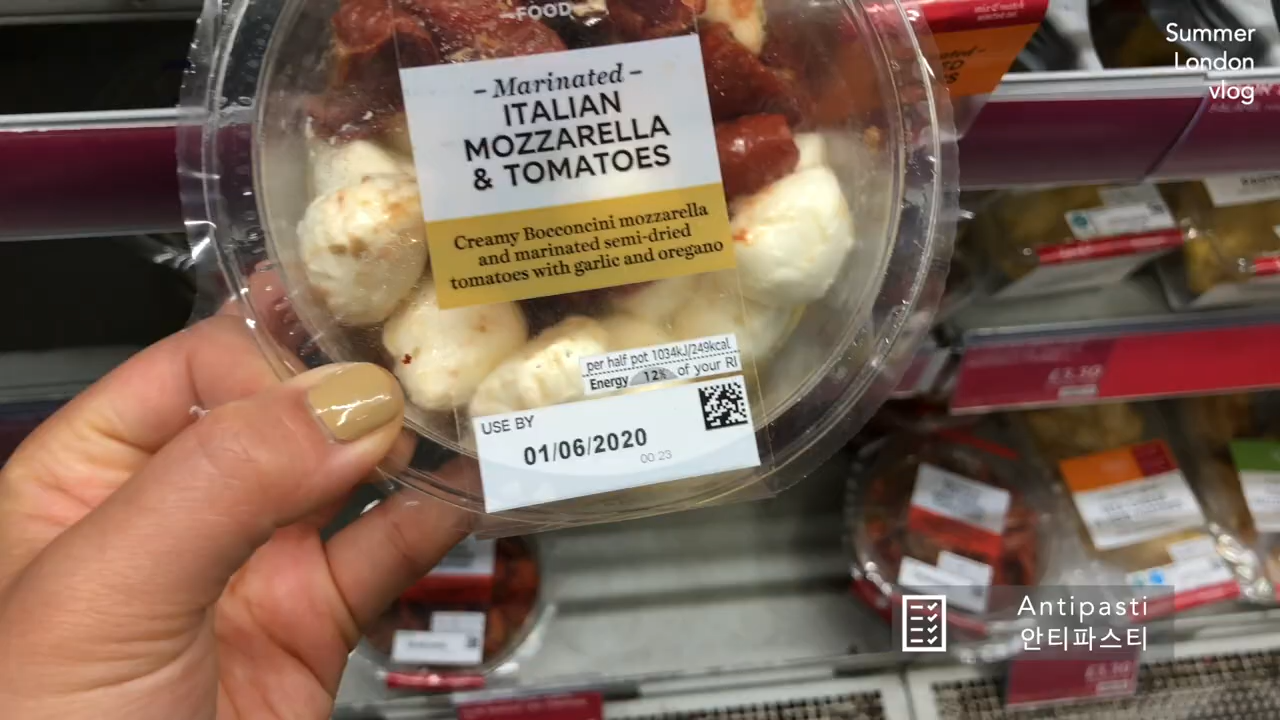 FOOD
– Marinated –
ITALIAN
MOZZARELLA
& TOMATOES
Creamy Bocconcini mozzarella
and marinated semi-dried
tomatoes with garlic and oregano
per half pot 1034kJ/249kcal
Energy 12% of your RI
USE BY
01/06/2020
00:23
Summer
London
vlog
£3.30
Antipasti
안티파스티